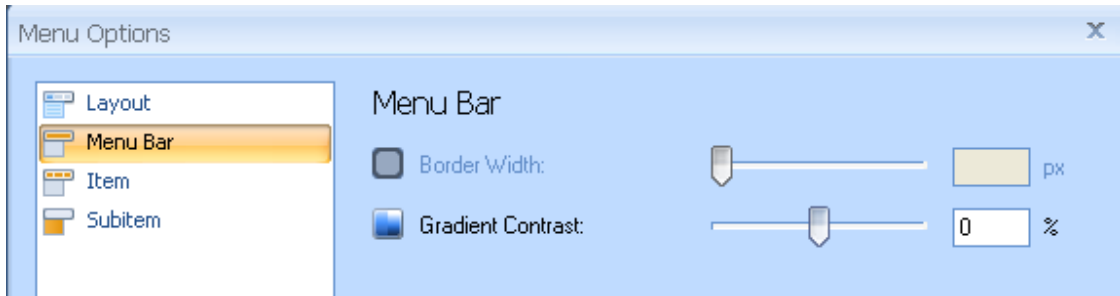 Menu Options
Layout
Menu Bar
Item
Subitem
Menu Bar
Border Width: px
Gradient Contrast: 0 %